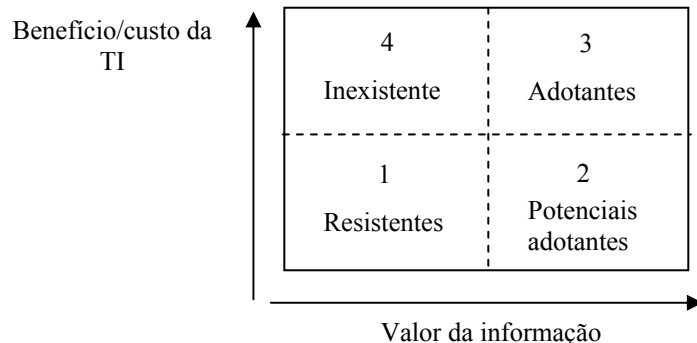 Benefício/custo da
TI
4
Inexistente
3
Adotantes
1
Resistentes
2
Potenciais
adotantes
Valor da informação